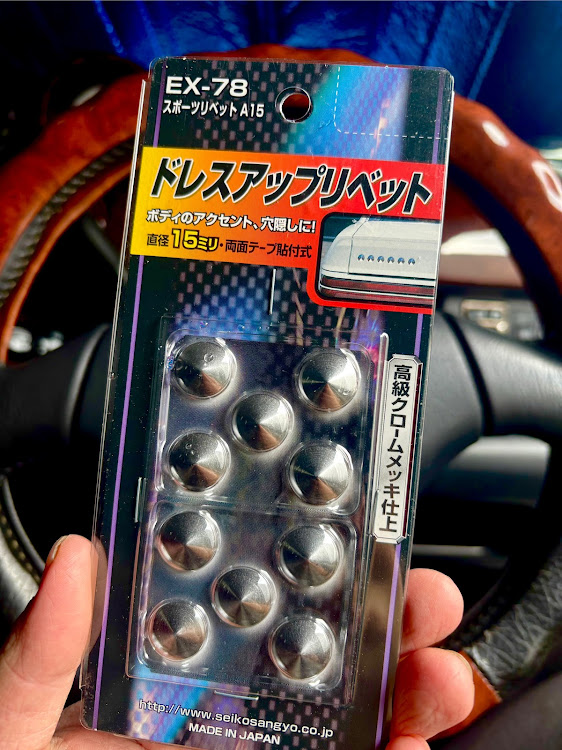 EX-78
スポーツリベット A15
ドレスアップリベット
ボディのアクセント、穴隠しに!
直径15ミリ・両面テープ貼付式
高級クロームメッキ仕上
http://www.seikosangyo.co.jp
MADE IN JAPAN